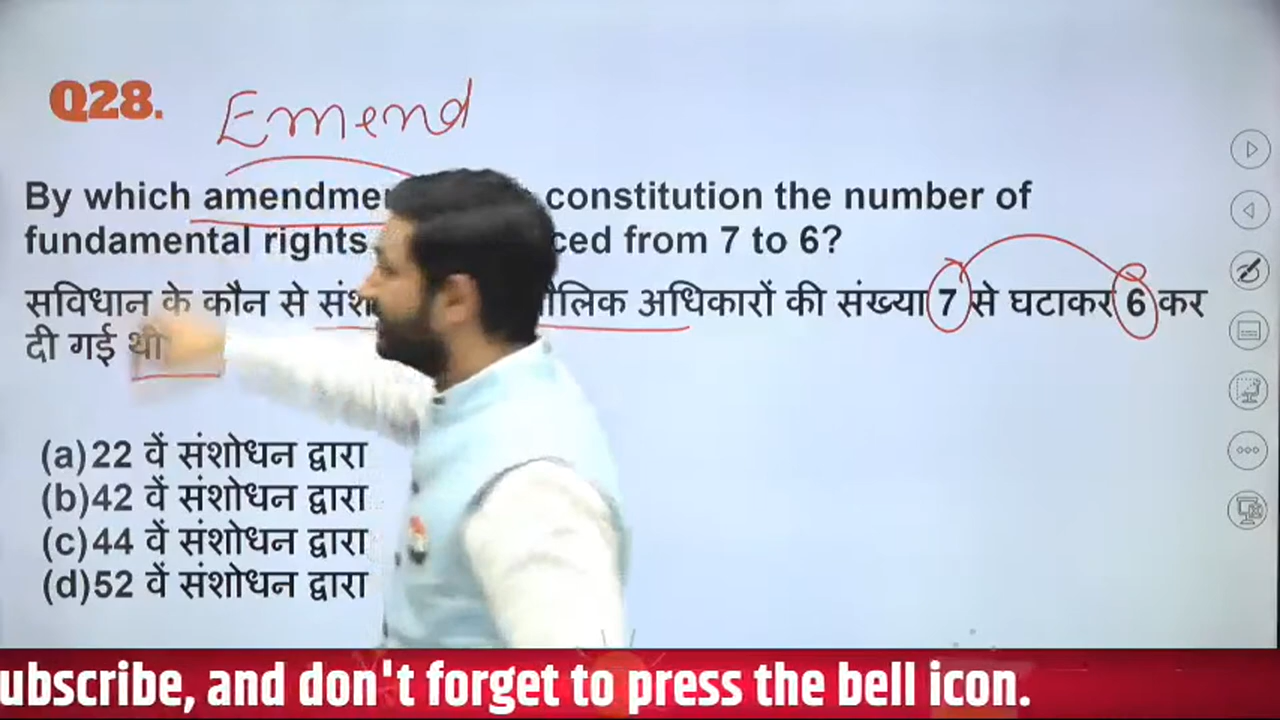 Q28.
Emend
By which amendme constitution the number of
fundamental rights ced from 7 to 6?
सविधान के कौन से संश ौलिक अधिकारों की संख्या 7 से घटाकर 6 कर
दी गई थी
(a)22 वें संशोधन द्वारा
(b)42 वें संशोधन द्वारा
(c)44 वें संशोधन द्वारा
(d)52 वें संशोधन द्वारा
ubscribe, and don't forget to press the bell icon.